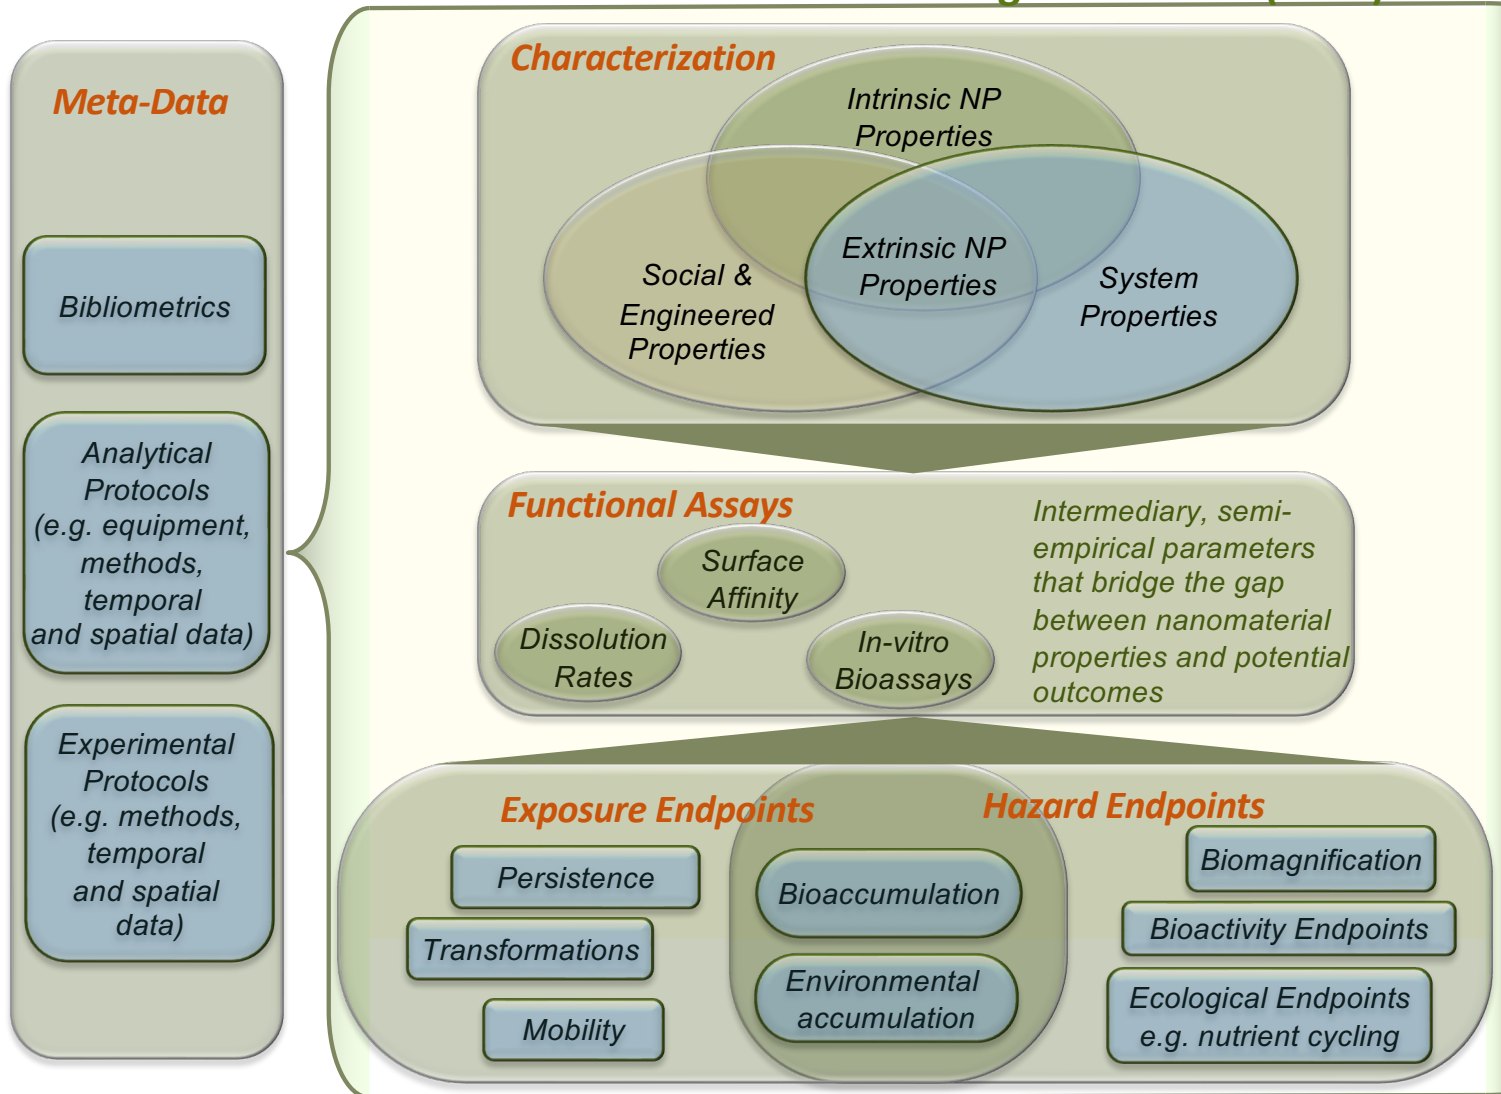 Meta-Data
Bibliometrics
Analytical
Protocols
(e.g. equipment,
methods,
temporal
and spatial data)
Experimental
Protocols
(e.g. methods,
temporal
and spatial
data)
Characterization
Intrinsic NP
Properties
Extrinsic NP
Properties
Social &
Engineered
Properties
System
Properties
Functional Assays
Surface
Affinity
Dissolution
Rates
In-vitro
Bioassays
Intermediary, semi-
empirical parameters
that bridge the gap
between nanomaterial
properties and potential
outcomes
Exposure Endpoints
Persistence
Transformations
Mobility
Bioaccumulation
Environmental
accumulation
Hazard Endpoints
Biomagnification
Bioactivity Endpoints
Ecological Endpoints
e.g. nutrient cycling